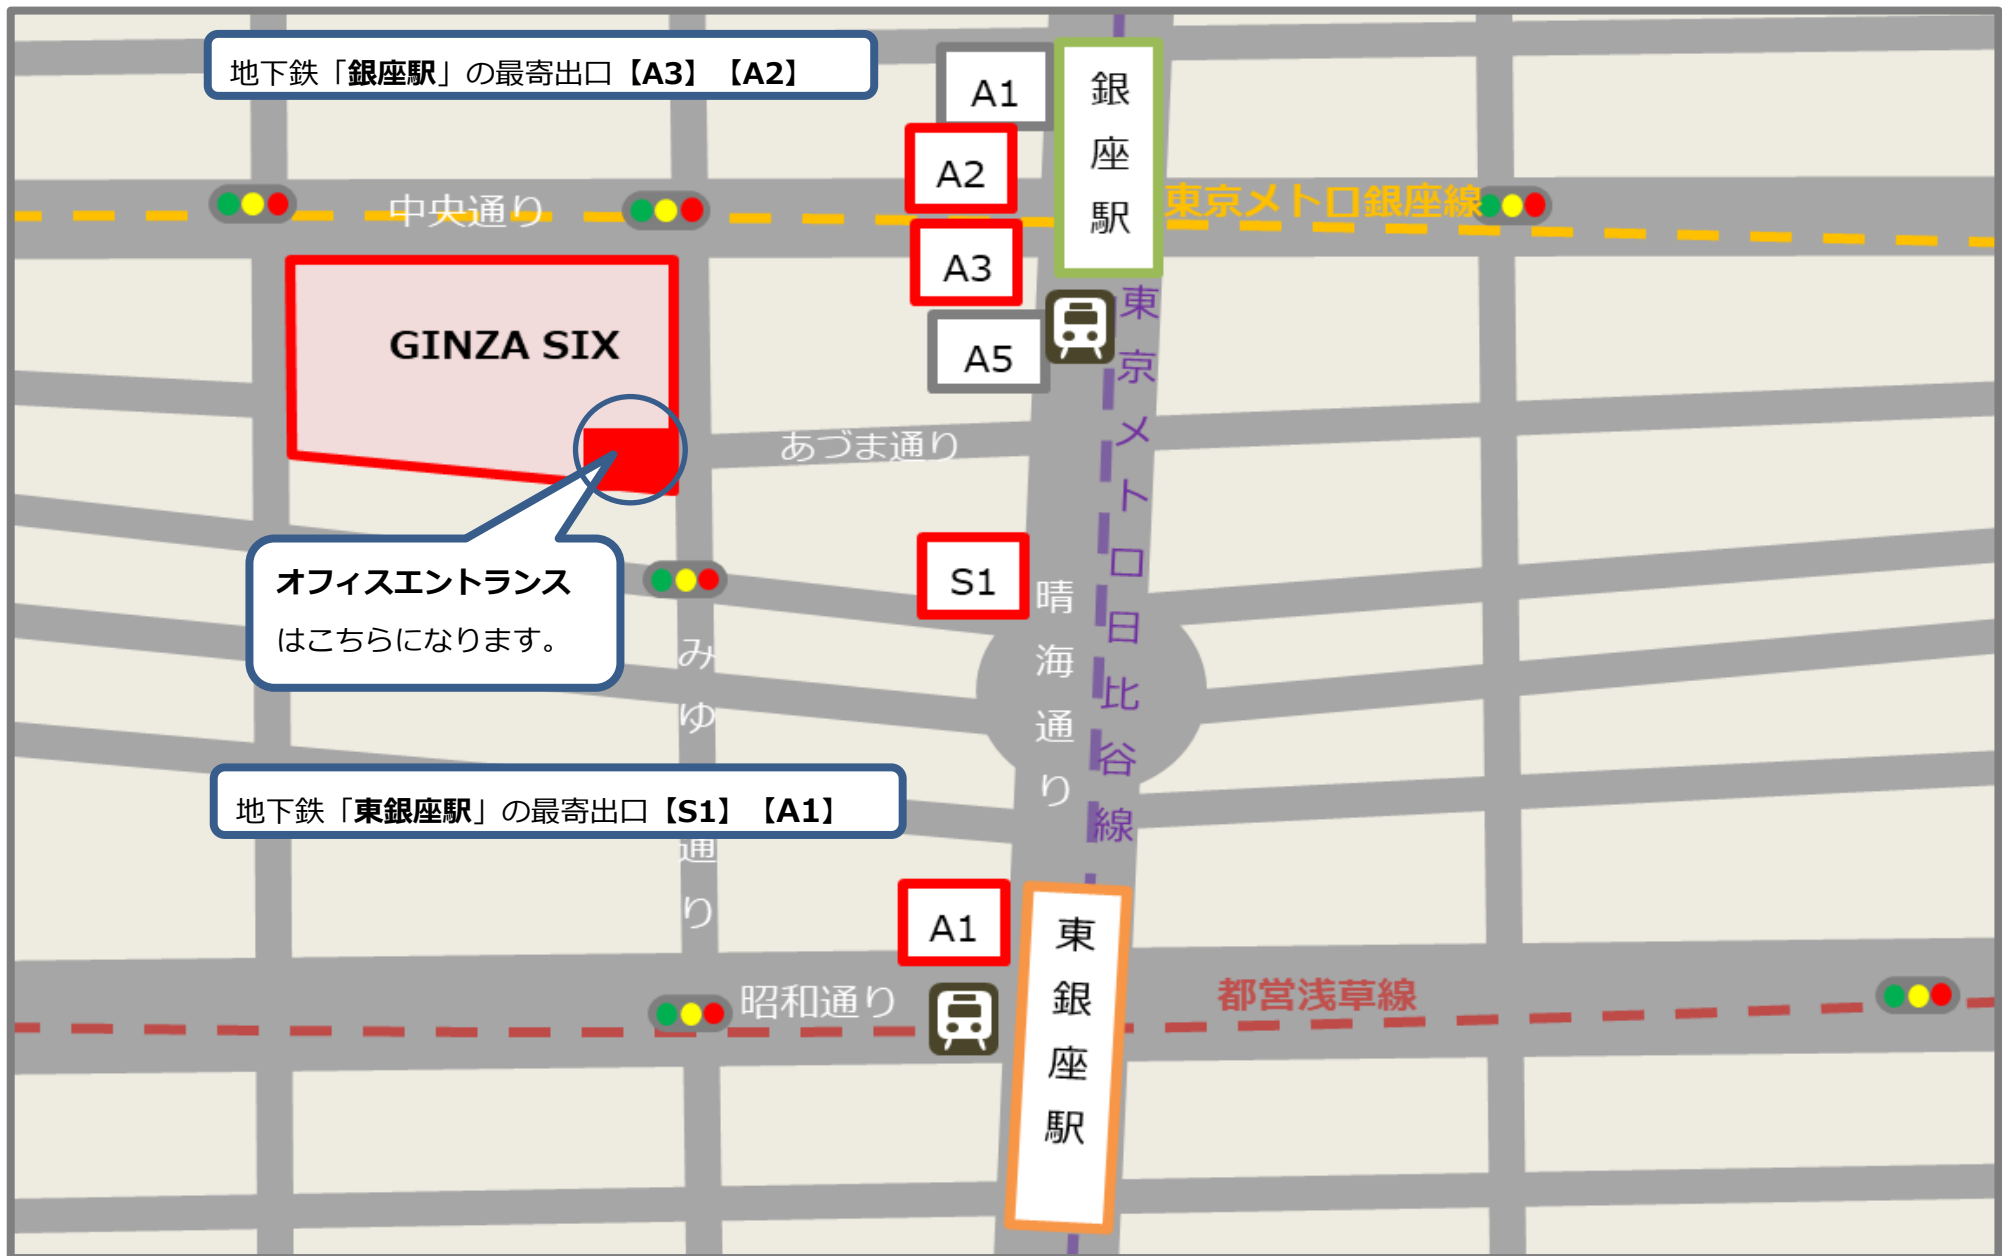 地下鉄「銀座駅」の最寄出口【A3】【A2】
A1
銀座駅
A2
中央通り
東京メトロ銀座線
A3
GINZA SIX
A5
東京メトロ日比谷線
あづま通り
S1
オフィスエントランス
はこちらになります。
晴海通り
みゆ
通り
地下鉄「東銀座駅」の最寄出口【S1】【A1】
A1
東銀座駅
昭和通り
都営浅草線